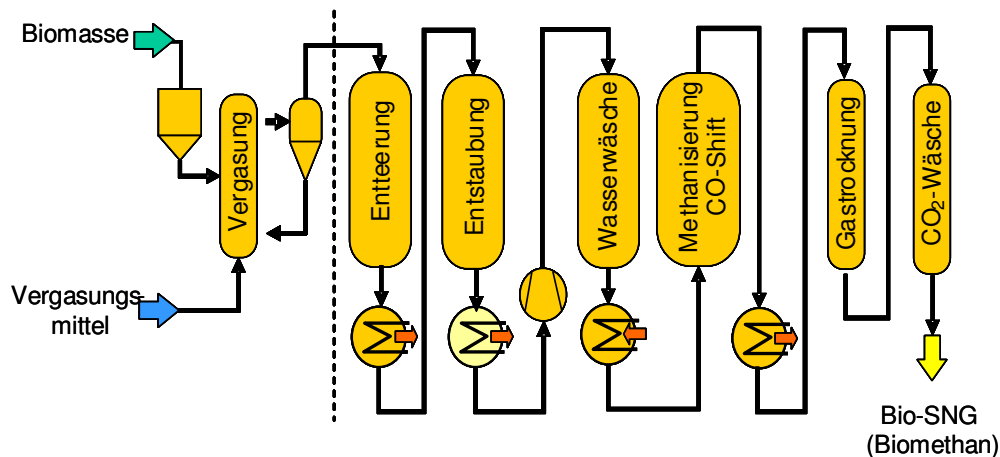 Biomasse
Vergasungs
mittel
Vergasung
Entteerung
Entstaubung
Wasserwäsche
Methanisierung
CO-Shift
Gastrocknung
CO₂-Wäsche
Bio-SNG
(Biomethan)